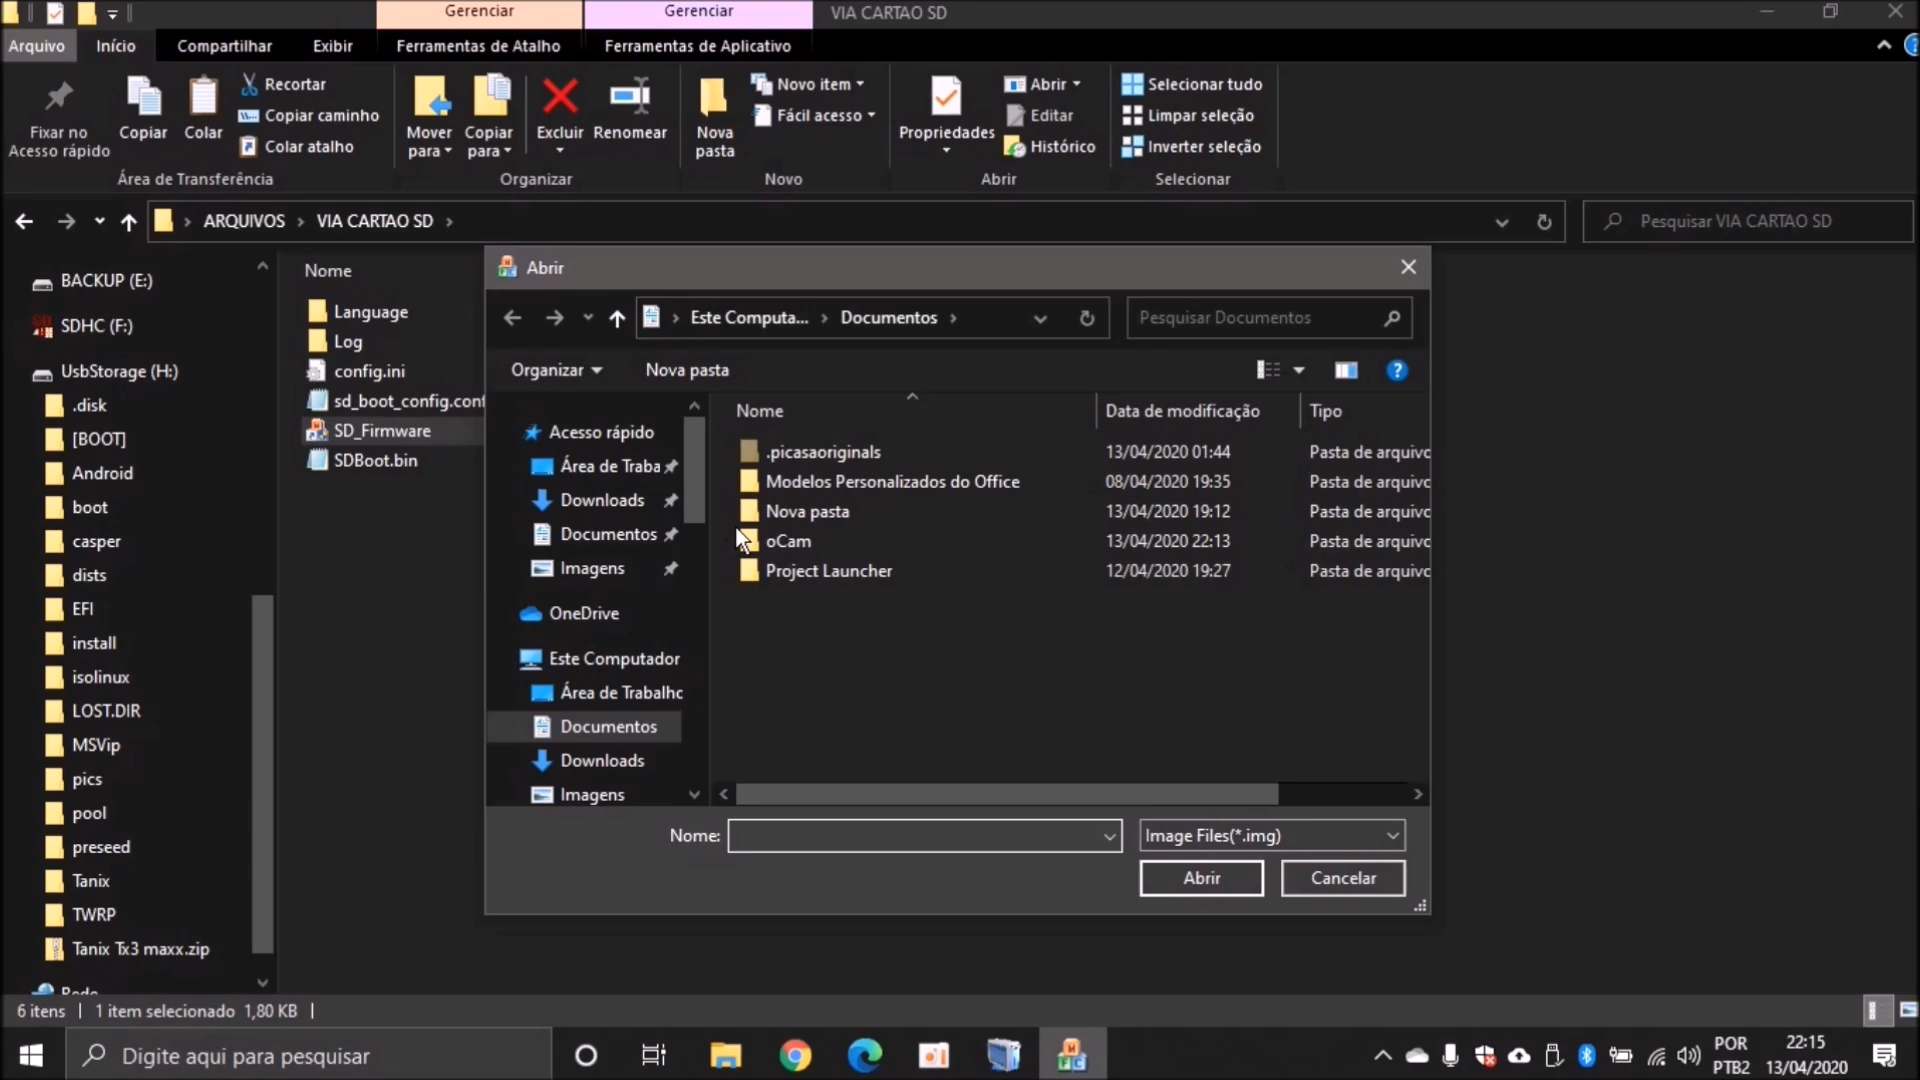 Gerenciar
Gerenciar
VIA CARTAO SD
Arquivo
Início
Compartilhar
Exibir
Ferramentas de Atalho
Ferramentas de Aplicativo
Fixar no
Acesso rápido
Copiar
Colar
Recortar
Copiar caminho
Colar atalho
Mover
para
Copiar
para
Excluir
Renomear
Nova
pasta
Novo item
Fácil acesso
Propriedades
Abrir
Editar
Histórico
Selecionar tudo
Limpar seleção
Inverter seleção
Área de Transferência
Organizar
Novo
Abrir
Selecionar
ARQUIVOS
VIA CARTAO SD
Pesquisar VIA CARTAO SD
BACKUP (E:)
SDHC (F:)
UsbStorage (H:)
.disk
[BOOT]
Android
boot
casper
dists
EFI
install
isolinux
LOST.DIR
MSVip
pics
pool
preseed
Tanix
TWRP
Tanix Tx3 maxx.zip
Rede
Nome
Language
Log
config.ini
sd_boot_config.conf
SD_Firmware
SDBoot.bin
Abrir
Este Computa...
Documentos
Pesquisar Documentos
Organizar
Nova pasta
Acesso rápido
Área de Traba
Downloads
Documentos
Imagens
OneDrive
Este Computador
Área de Trabalho
Documentos
Downloads
Imagens
Nome
Data de modificação
Tipo
.picasaoriginals
13/04/2020 01:44
Pasta de arquivo
Modelos Personalizados do Office
08/04/2020 19:35
Pasta de arquivo
Nova pasta
13/04/2020 19:12
Pasta de arquivo
oCam
13/04/2020 22:13
Pasta de arquivo
Project Launcher
12/04/2020 19:27
Pasta de arquivo
Nome:
Image Files(*.img)
Abrir
Cancelar
6 itens
1 item selecionado 1,80 KB
Digite aqui para pesquisar
POR
PTB2
22:15
13/04/2020